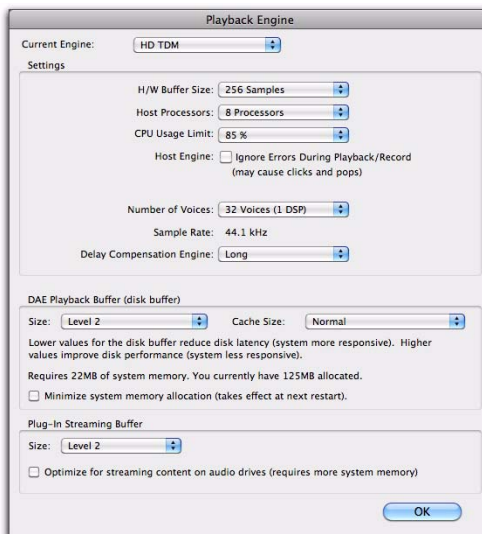 Playback Engine
Current Engine: HD TDM
Settings
H/W Buffer Size: 256 Samples
Host Processors: 8 Processors
CPU Usage Limit: 85 %
Host Engine: Ignore Errors During Playback/Record
(may cause clicks and pops)
Number of Voices: 32 Voices (1 DSP)
Sample Rate: 44.1 kHz
Delay Compensation Engine: Long
DAE Playback Buffer (disk buffer)
Size: Level 2 Cache Size: Normal
Lower values for the disk buffer reduce disk latency (system more responsive). Higher
values improve disk performance (system less responsive).
Requires 22MB of system memory. You currently have 125MB allocated.
Minimize system memory allocation (takes effect at next restart).
Plug-In Streaming Buffer
Size: Level 2
Optimize for streaming content on audio drives (requires more system memory)
OK